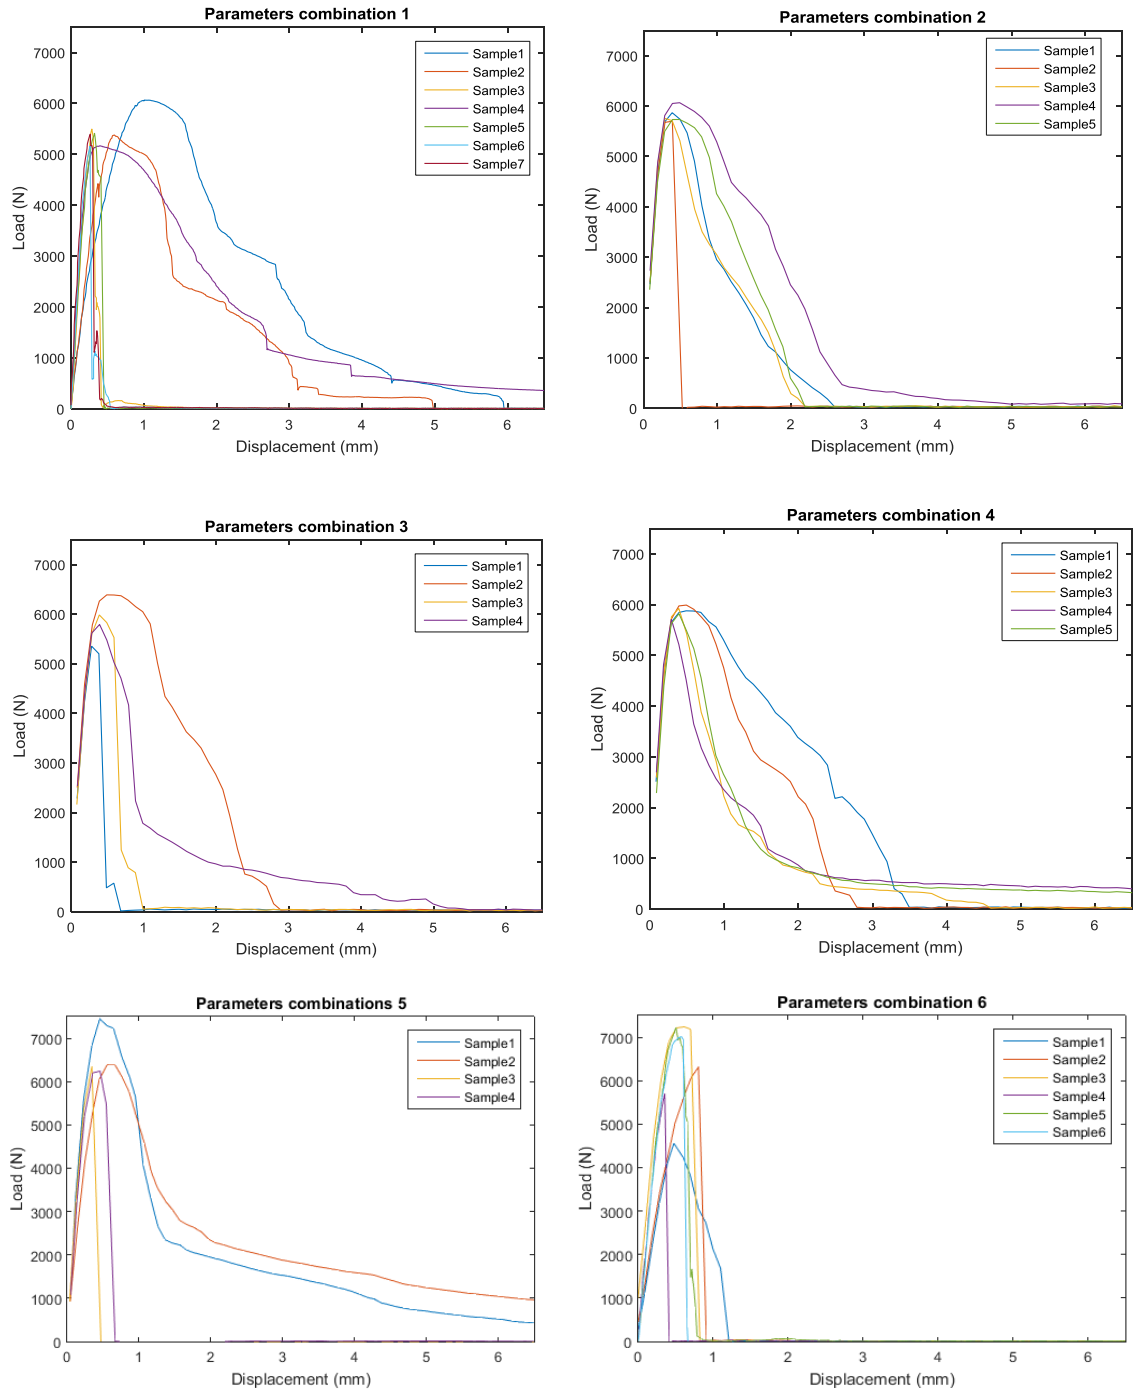 Parameters combination 1
7000
6000
5000
4000
3000
2000
1000
0
Load (N)
Sample1
Sample2
Sample3
Sample4
Sample5
Sample6
Sample7
0 1 2 3 4 5 6
Displacement (mm)
Parameters combination 2
7000
6000
5000
4000
3000
2000
1000
0
Load (N)
Sample1
Sample2
Sample3
Sample4
Sample5
0 1 2 3 4 5 6
Displacement (mm)
Parameters combination 3
7000
6000
5000
4000
3000
2000
1000
0
Load (N)
Sample1
Sample2
Sample3
Sample4
0 1 2 3 4 5 6
Displacement (mm)
Parameters combination 4
7000
6000
5000
4000
3000
2000
1000
0
Load (N)
Sample1
Sample2
Sample3
Sample4
Sample5
0 1 2 3 4 5 6
Displacement (mm)
Parameters combinations 5
7000
6000
5000
4000
3000
2000
1000
0
Load (N)
Sample1
Sample2
Sample3
Sample4
0 1 2 3 4 5 6
Displacement (mm)
Parameters combination 6
7000
6000
5000
4000
3000
2000
1000
0
Load (N)
Sample1
Sample2
Sample3
Sample4
Sample5
Sample6
0 1 2 3 4 5 6
Displacement (mm)